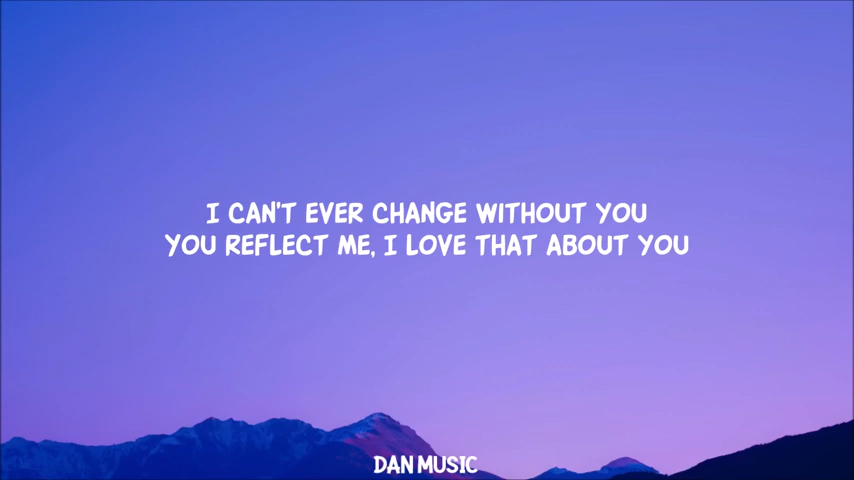 I CAN'T EVER CHANGE WITHOUT YOU
YOU REFLECT ME, I LOVE THAT ABOUT YOU
DAN MUSIC